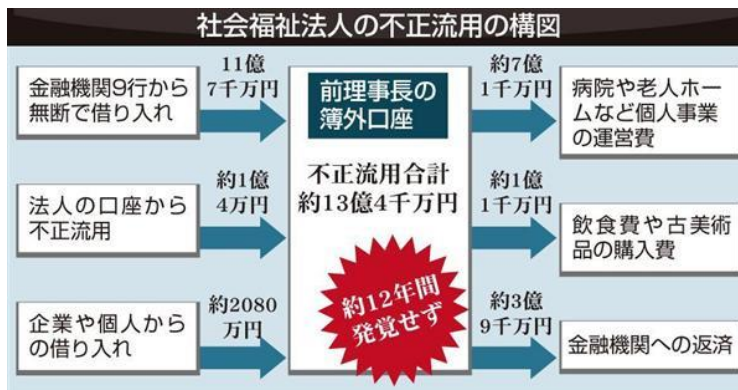 社会福祉法人の不正流用の構図
金融機関9行から
無断で借り入れ
11億
7千万円
法人の口座から
不正流用
約1億
4万円
企業や個人から
の借り入れ
約2080
万円
前理事長の
簿外口座
不正流用合計
約13億4千万円
約12年間
発覚せず
約7億
1千万円
病院や老人ホー
ムなど個人事業
の運営費
約1億
1千万円
飲食費や古美術
品の購入費
約3億
9千万円
金融機関への返済